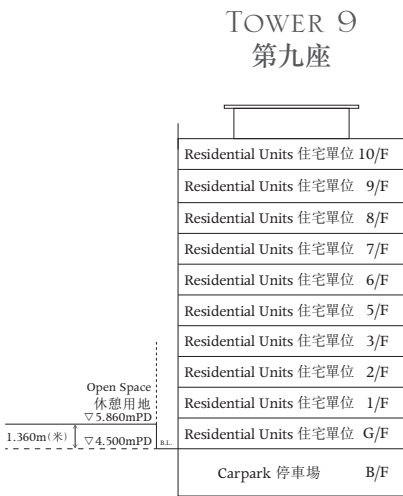 TOWER 9
第九座
Residential Units 住宅單位 10/F
Residential Units 住宅單位 9/F
Residential Units 住宅單位 8/F
Residential Units 住宅單位 7/F
Residential Units 住宅單位 6/F
Residential Units 住宅單位 5/F
Residential Units 住宅單位 3/F
Residential Units 住宅單位 2/F
Open Space
休憩用地
▽5.860mPD
Residential Units 住宅單位 1/F
1.360m(米)
▽4.500mPD
B.L.
Residential Units 住宅單位 G/F
Carpark 停車場 B/F